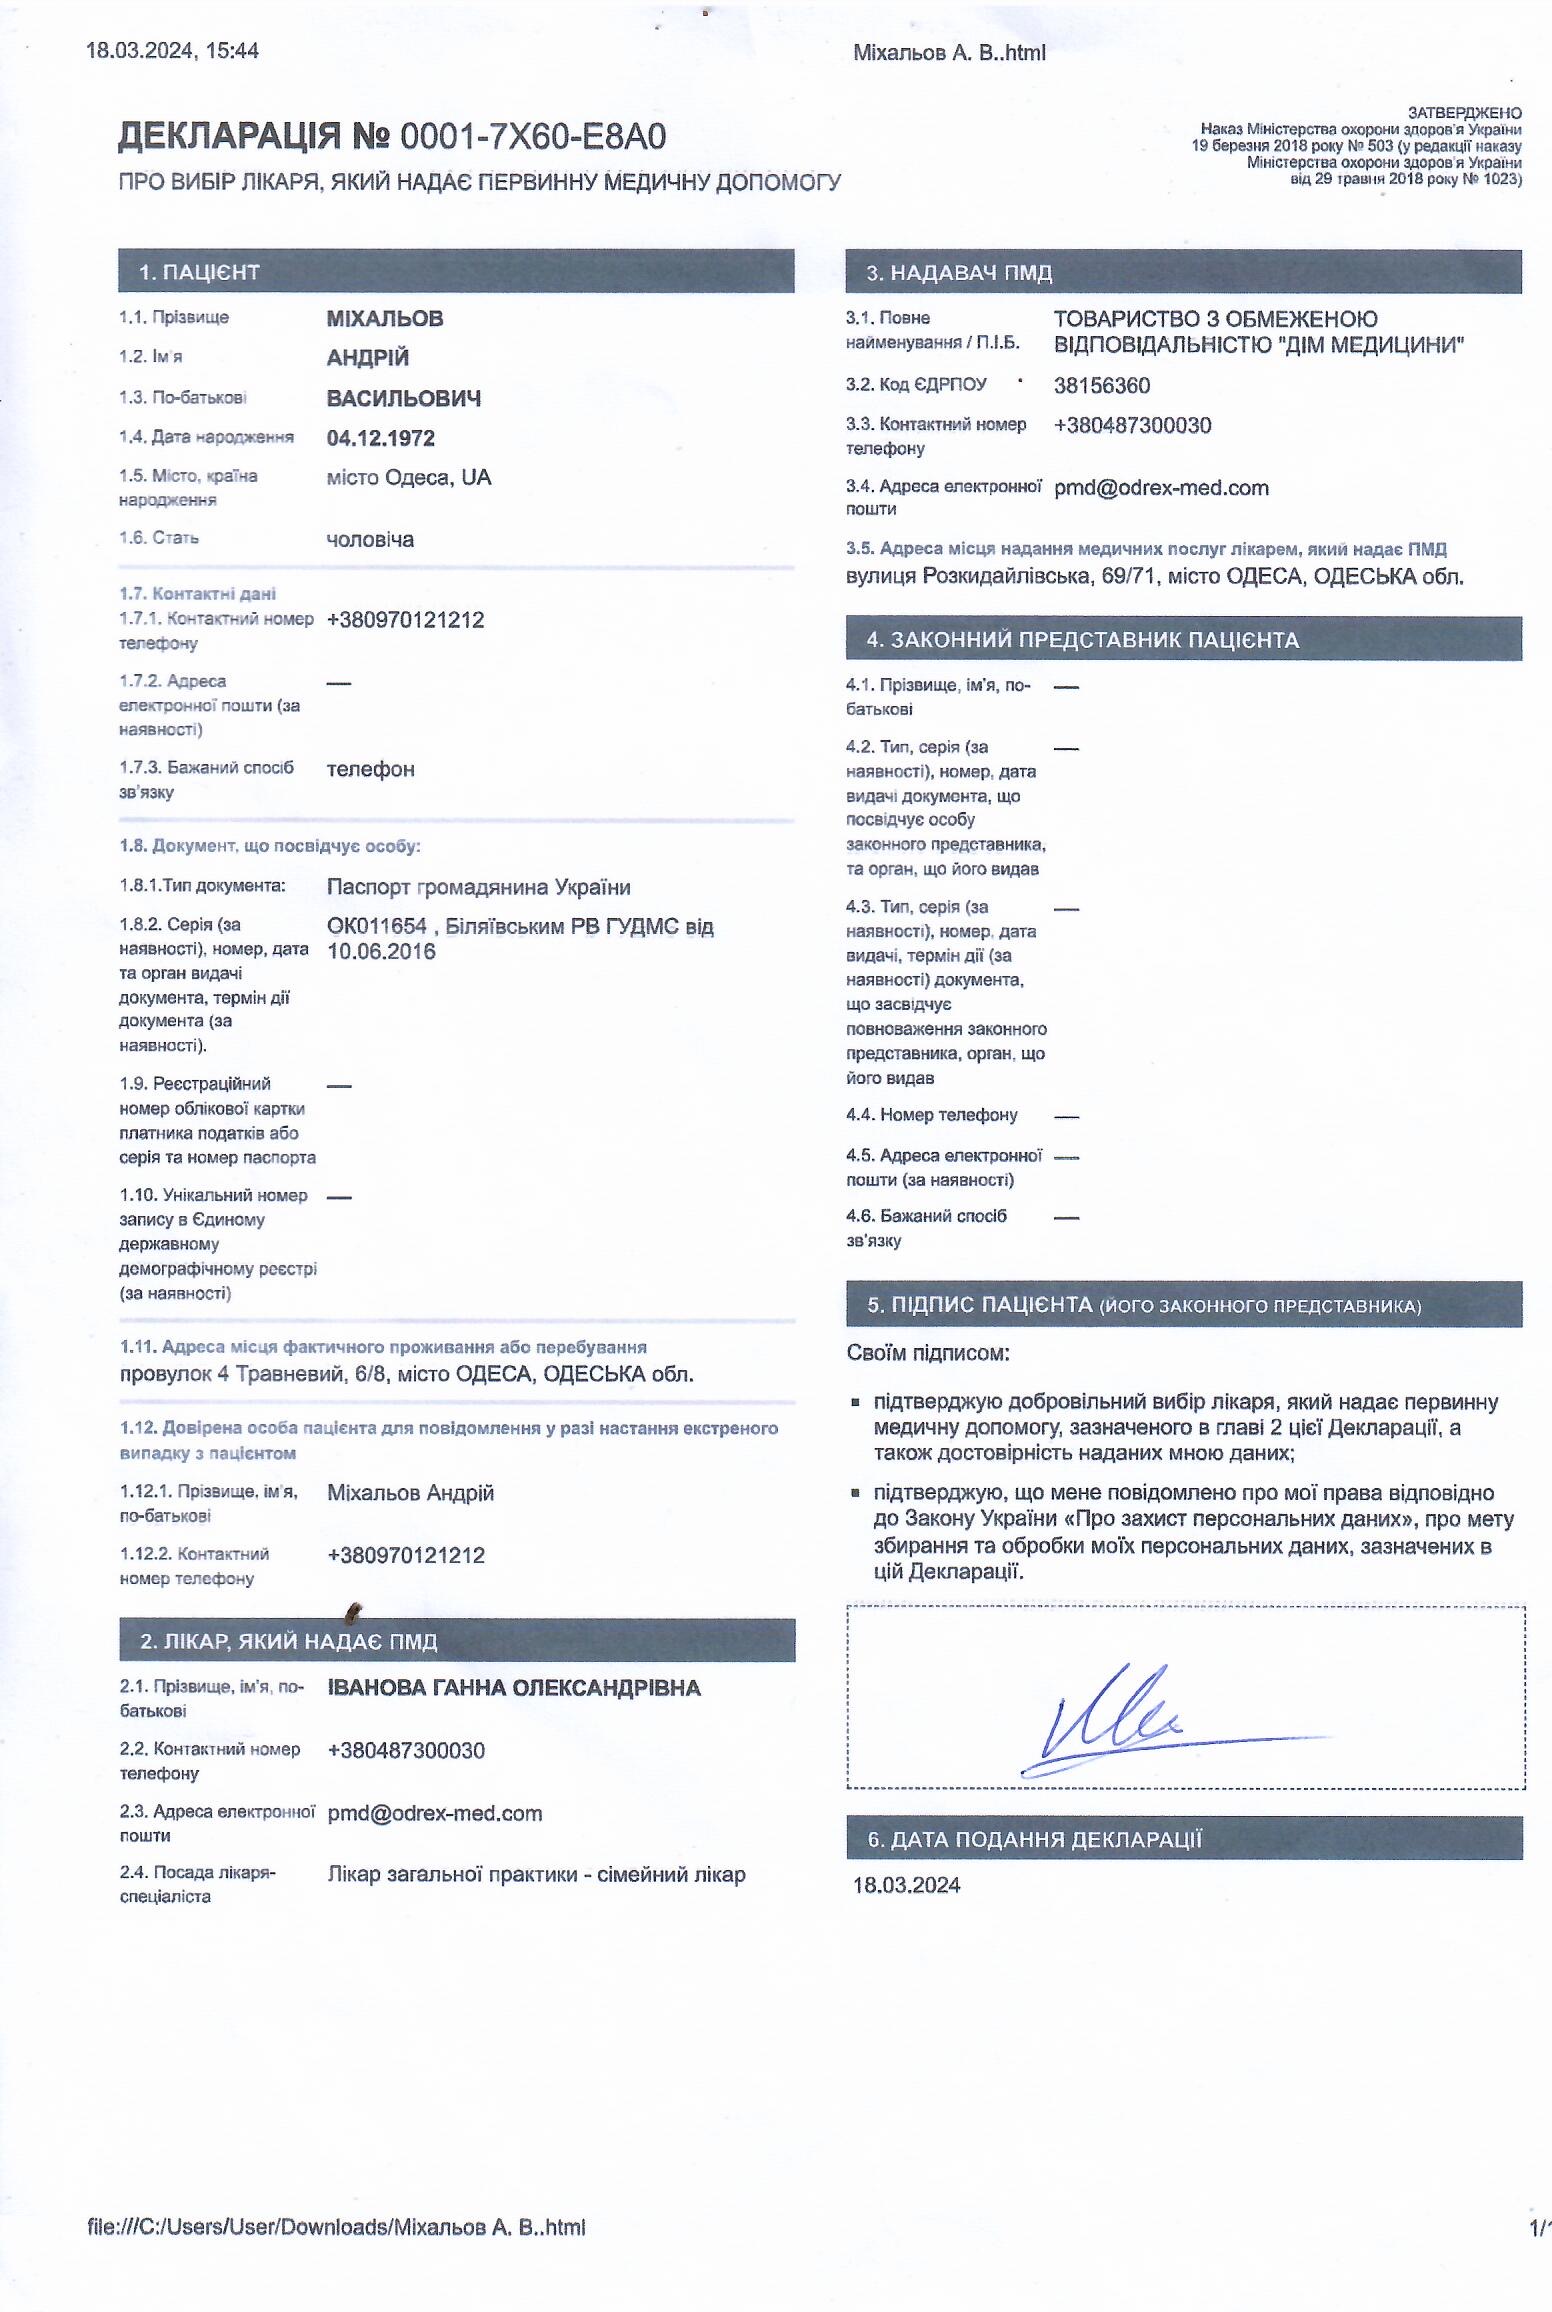 18.03.2024, 15:44
Міхальов А. В..html
ДЕКЛАРАЦІЯ № 0001-7X60-E8A0
ПРО ВИБІР ЛІКАРЯ, ЯКИЙ НАДАЄ ПЕРВИННУ МЕДИЧНУ ДОПОМОГУ
ЗАТВЕРДЖЕНО
Наказ Міністерства охорони здоров'я України
19 березня 2018 року № 503 (у редакції наказу
Міністерства охорони здоров'я України
від 29 травня 2018 року № 1023)
1. ПАЦІЄНТ
1.1. Прізвище МІХАЛЬОВ
1.2. Ім'я АНДРІЙ
1.3. По-батькові ВАСИЛЬОВИЧ
1.4. Дата народження 04.12.1972
1.5. Місто, країна місто Одеса, UA
народження
1.6. Стать чоловіча
1.7. Контактні дані
1.7.1. Контактний номер +380970121212
телефону
1.7.2. Адреса —
електронної пошти (за
наявності)
1.7.3. Бажаний спосіб телефон
зв'язку
1.8. Документ, що посвідчує особу:
1.8.1.Тип документа: Паспорт громадянина України
1.8.2. Серія (за ОК011654 , Біляївським РВ ГУДМС від
наявності), номер, дата 10.06.2016
та орган видачі
документа, термін дії
документа (за
наявності).
1.9. Реєстраційний —
номер облікової картки
платника податків або
серія та номер паспорта
1.10. Унікальний номер —
запису в Єдиному
державному
демографічному реєстрі
(за наявності)
1.11. Адреса місця фактичного проживання або перебування
провулок 4 Травневий, 6/8, місто ОДЕСА, ОДЕСЬКА обл.
1.12. Довірена особа пацієнта для повідомлення у разі настання екстреного
випадку з пацієнтом
1.12.1. Прізвище, ім'я, Міхальов Андрій
по-батькові
1.12.2. Контактний +380970121212
номер телефону
2. ЛІКАР, ЯКИЙ НАДАЄ ПМД
2.1. Прізвище, ім'я, по- ІВАНОВА ГАННА ОЛЕКСАНДРІВНА
батькові
2.2. Контактний номер +380487300030
телефону
2.3. Адреса електронної pmd@odrex-med.com
пошти
2.4. Посада лікаря- Лікар загальної практики - сімейний лікар
спеціаліста
3. НАДАВАЧ ПМД
3.1. Повне ТОВАРИСТВО З ОБМЕЖЕНОЮ
найменування / П.І.Б. ВІДПОВІДАЛЬНІСТЮ "ДІМ МЕДИЦИНИ"
3.2. Код ЄДРПОУ 38156360
3.3. Контактний номер +380487300030
телефону
3.4. Адреса електронної pmd@odrex-med.com
пошти
3.5. Адреса місця надання медичних послуг лікарем, який надає ПМД
вулиця Розкидайлівська, 69/71, місто ОДЕСА, ОДЕСЬКА обл.
4. ЗАКОННИЙ ПРЕДСТАВНИК ПАЦІЄНТА
4.1. Прізвище, ім'я, по- —
батькові
4.2. Тип, серія (за —
наявності), номер, дата
видачі документа, що
посвідчує особу
законного представника,
та орган, що його видав
4.3. Тип, серія (за —
наявності), номер, дата
видачі, термін дії (за
наявності) документа,
що засвідчує
повноваження законного
представника, орган, що
його видав
4.4. Номер телефону —
4.5. Адреса електронної —
пошти (за наявності)
4.6. Бажаний спосіб —
зв'язку
5. ПІДПИС ПАЦІЄНТА (ЙОГО ЗАКОННОГО ПРЕДСТАВНИКА)
Своїм підписом:
▪ підтверджую добровільний вибір лікаря, який надає первинну
медичну допомогу, зазначеного в главі 2 цієї Декларації, а
також достовірність наданих мною даних;
▪ підтверджую, що мене повідомлено про мої права відповідно
до Закону України «Про захист персональних даних», про мету
збирання та обробки моїх персональних даних, зазначених в
цій Декларації.
6. ДАТА ПОДАННЯ ДЕКЛАРАЦІЇ
18.03.2024
file:///C:/Users/User/Downloads/Міхальов А. В..html
1/1